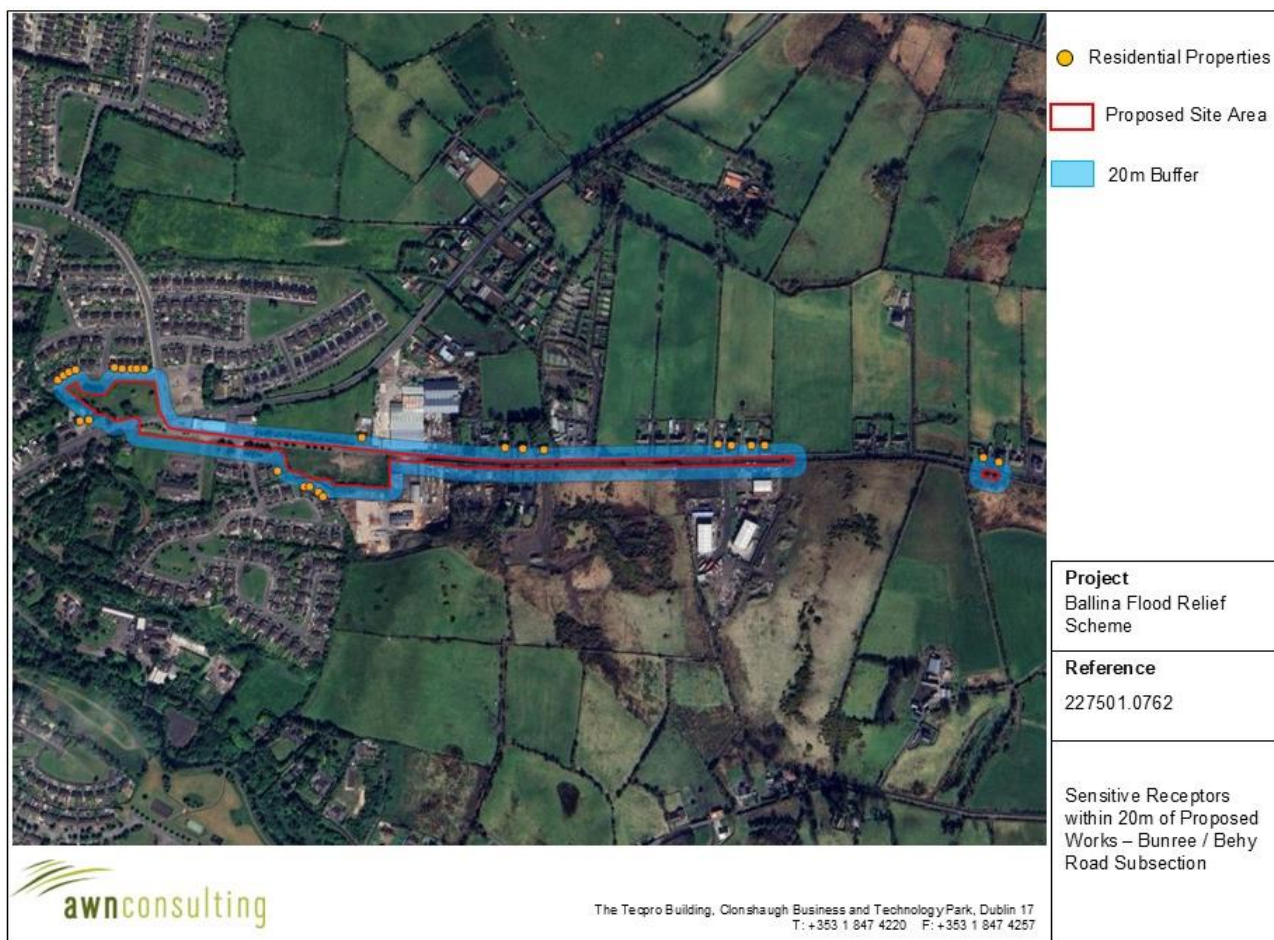 Residential Properties
Proposed Site Area
20m Buffer
Project
Ballina Flood Relief
Scheme
Reference
227501.0762
Sensitive Receptors
within 20m of Proposed
Works – Bunree / Behy
Road Subsection
awnconsulting
The Tecpro Building, Clonshaugh Business and Technology Park, Dublin 17
T: +353 1 847 4220 F: +353 1 847 4257